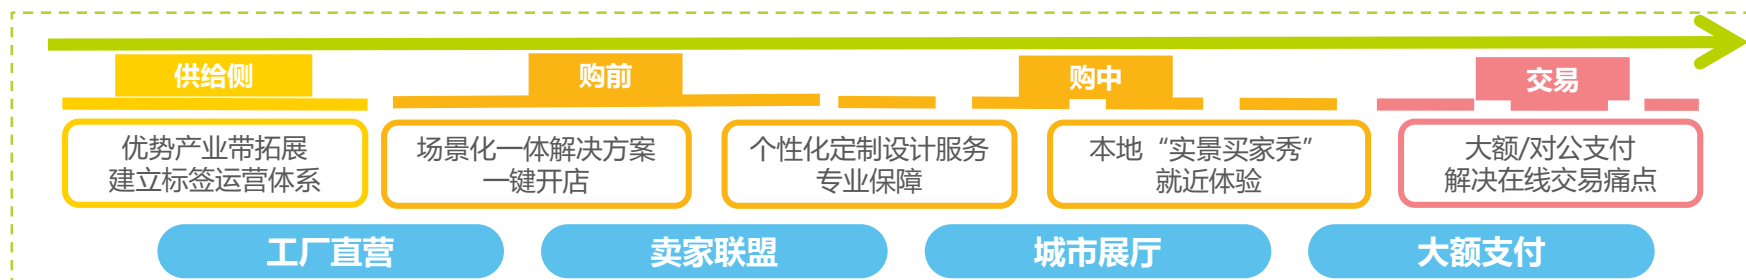 供给侧
购前
购中
交易
优势产业带拓展
建立标签运营体系
场景化一体解决方案
一键开店
个性化定制设计服务
专业保障
本地“实景买家秀”
就近体验
大额/对公支付
解决在线交易痛点
工厂直营
卖家联盟
城市展厅
大额支付